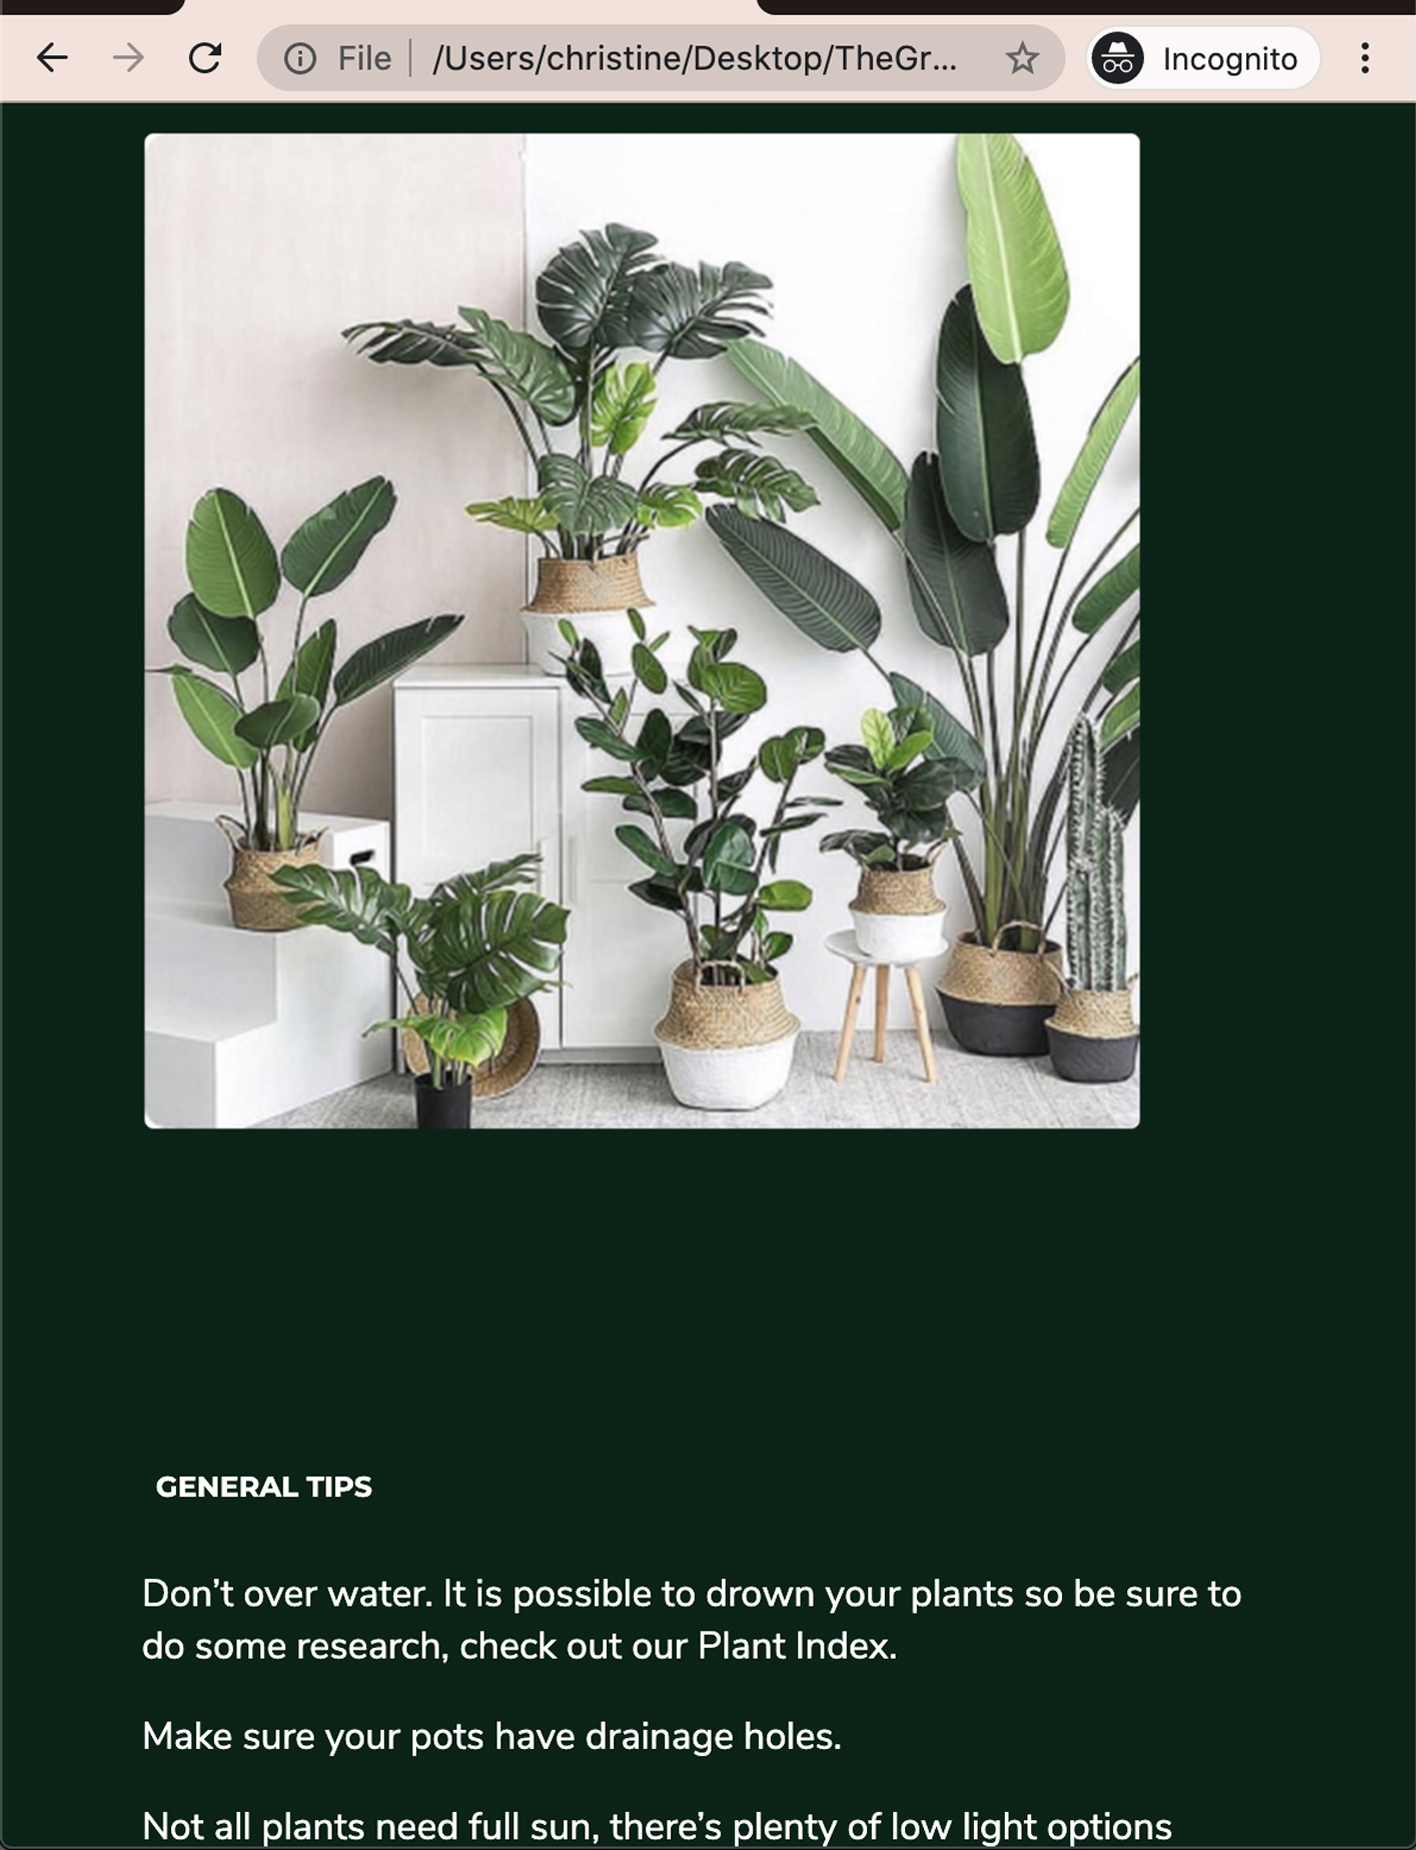 File | /Users/christine/Desktop/TheGr... Incognito
GENERAL TIPS
Don’t over water. It is possible to drown your plants so be sure to
do some research, check out our Plant Index.
Make sure your pots have drainage holes.
Not all plants need full sun, there’s plenty of low light options